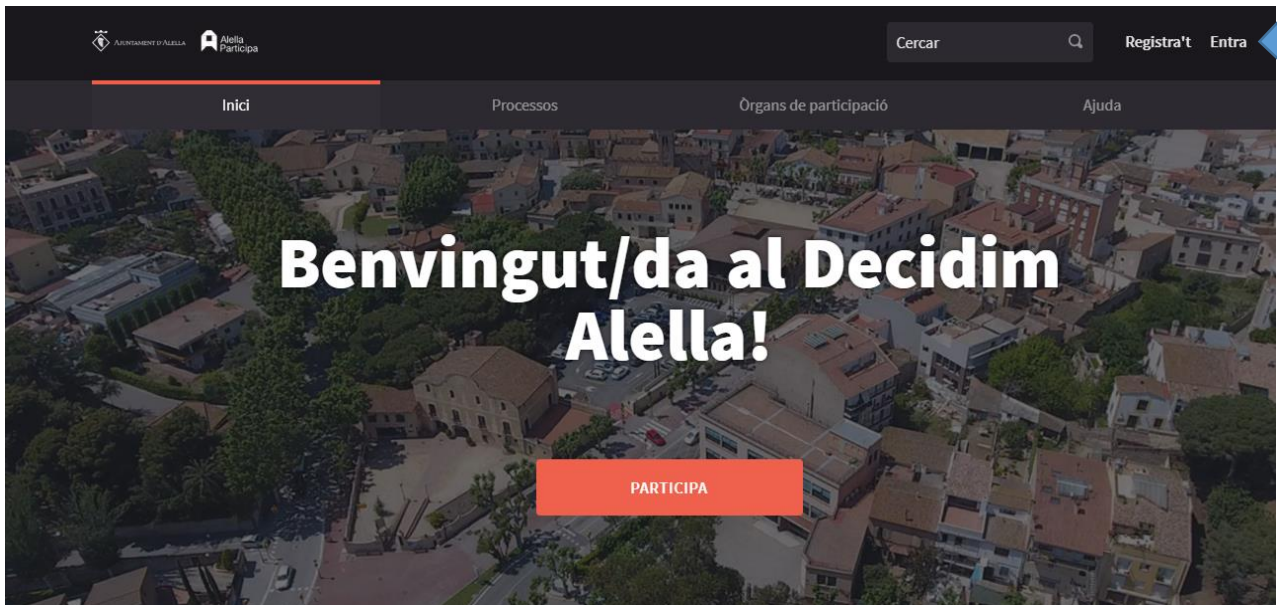 AJUNTAMENT D'ALELLA
Alella
Participa
Cercar
Registra't Entra
Inici Processos Òrgans de participació Ajuda
Benvingut/da al Decidim
Alella!
PARTICIPA